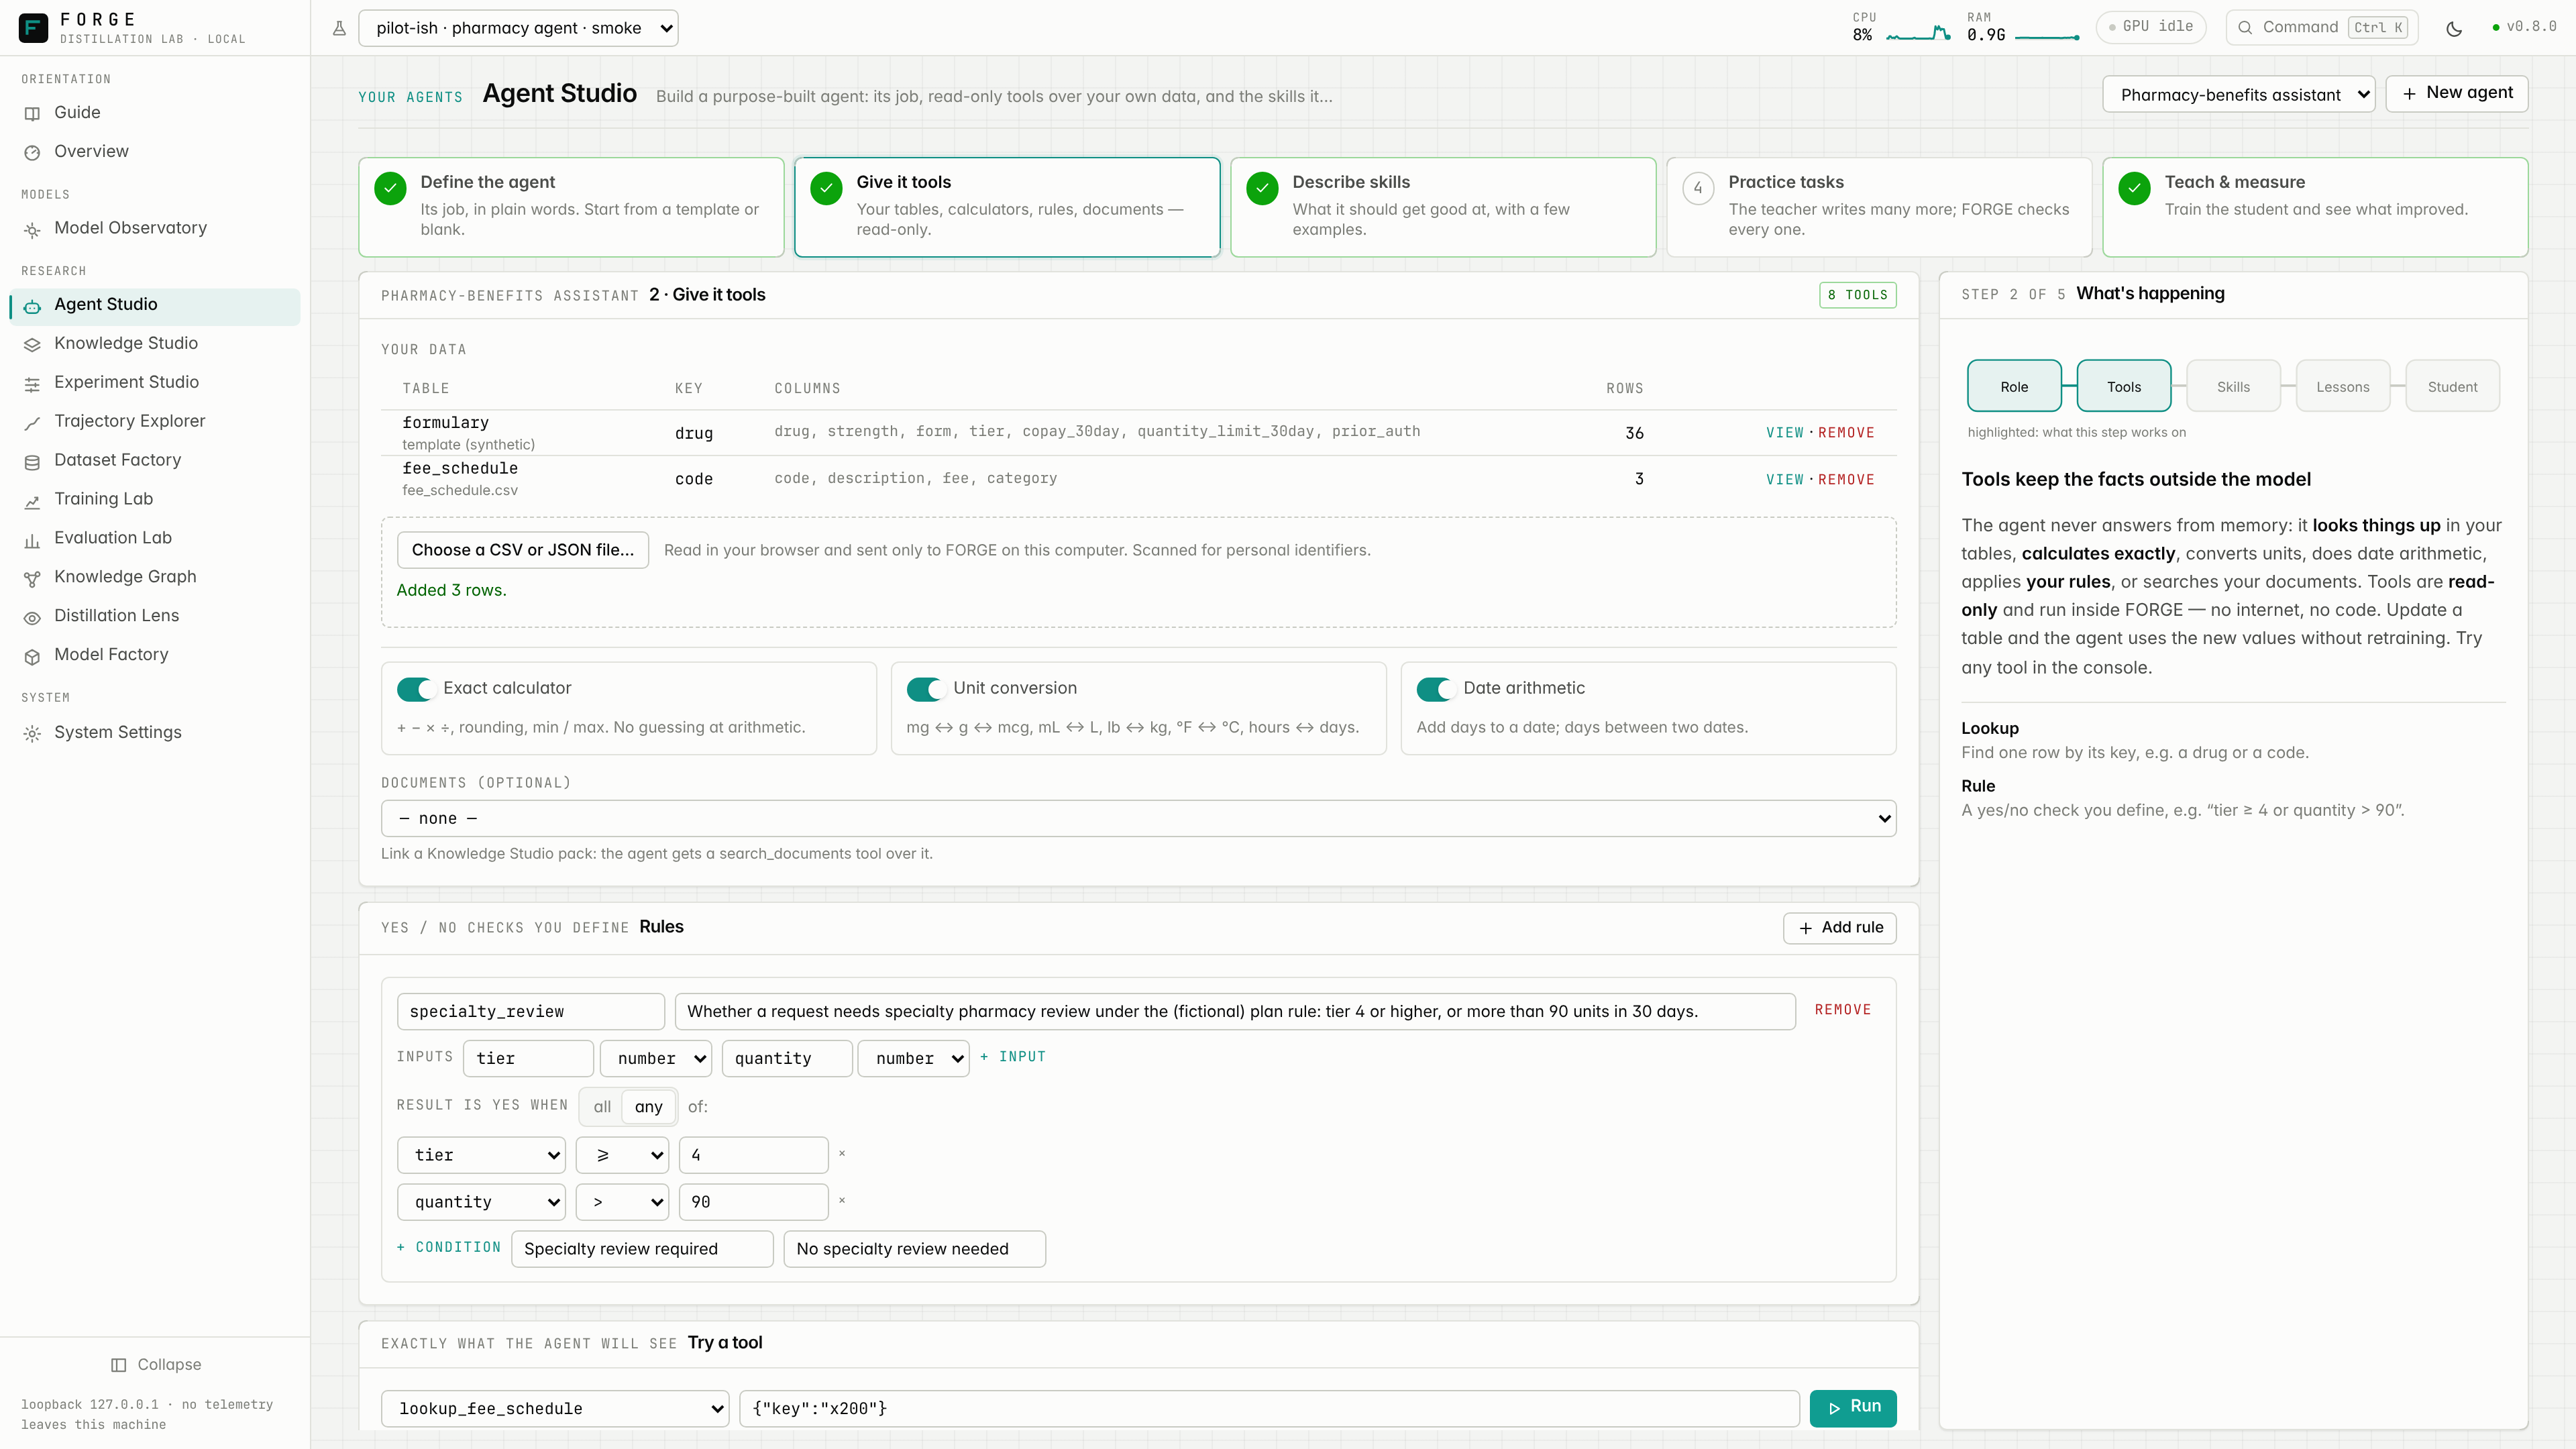 FORGE
DISTILLATION LAB · LOCAL
pilot-ish · pharmacy agent · smoke
CPU
8%
RAM
0.9G
GPU idle
Command
Ctrl K
v0.8.0
ORIENTATION
Guide
Overview
MODELS
Model Observatory
RESEARCH
Agent Studio
Knowledge Studio
Experiment Studio
Trajectory Explorer
Dataset Factory
Training Lab
Evaluation Lab
Knowledge Graph
Distillation Lens
Model Factory
SYSTEM
System Settings
Collapse
loopback 127.0.0.1 · no telemetry
leaves this machine
YOUR AGENTS Agent Studio Build a purpose-built agent: its job, read-only tools over your own data, and the skills it…
Pharmacy-benefits assistant
+ New agent
Define the agent
Its job, in plain words. Start from a template or
blank.
Give it tools
Your tables, calculators, rules, documents —
read-only.
Describe skills
What it should get good at, with a few
examples.
4
Practice tasks
The teacher writes many more; FORGE checks
every one.
Teach & measure
Train the student and see what improved.
PHARMACY-BENEFITS ASSISTANT 2 · Give it tools
8 TOOLS
YOUR DATA
TABLE KEY COLUMNS ROWS
formulary
template (synthetic)
drug
drug, strength, form, tier, copay_30day, quantity_limit_30day, prior_auth
36
VIEW · REMOVE
fee_schedule
fee_schedule.csv
code
code, description, fee, category
3
VIEW · REMOVE
Choose a CSV or JSON file…
Read in your browser and sent only to FORGE on this computer. Scanned for personal identifiers.
Added 3 rows.
Exact calculator
+ − × ÷, rounding, min / max. No guessing at arithmetic.
Unit conversion
mg ↔ g ↔ mcg, mL ↔ L, lb ↔ kg, °F ↔ °C, hours ↔ days.
Date arithmetic
Add days to a date; days between two dates.
DOCUMENTS (OPTIONAL)
— none —
Link a Knowledge Studio pack: the agent gets a search_documents tool over it.
YES / NO CHECKS YOU DEFINE Rules
+ Add rule
specialty_review
Whether a request needs specialty pharmacy review under the (fictional) plan rule: tier 4 or higher, or more than 90 units in 30 days.
REMOVE
INPUTS tier number quantity number + INPUT
RESULT IS YES WHEN all any of:
tier ≥ 4 ×
quantity > 90 ×
+ CONDITION Specialty review required No specialty review needed
EXACTLY WHAT THE AGENT WILL SEE Try a tool
lookup_fee_schedule
{"key":"x200"}
Run
STEP 2 OF 5 What's happening
Role
Tools
Skills
Lessons
Student
highlighted: what this step works on
Tools keep the facts outside the model
The agent never answers from memory: it looks things up in your
tables, calculates exactly, converts units, does date arithmetic,
applies your rules, or searches your documents. Tools are read-
only and run inside FORGE — no internet, no code. Update a
table and the agent uses the new values without retraining. Try
any tool in the console.
Lookup
Find one row by its key, e.g. a drug or a code.
Rule
A yes/no check you define, e.g. “tier ≥ 4 or quantity > 90”.